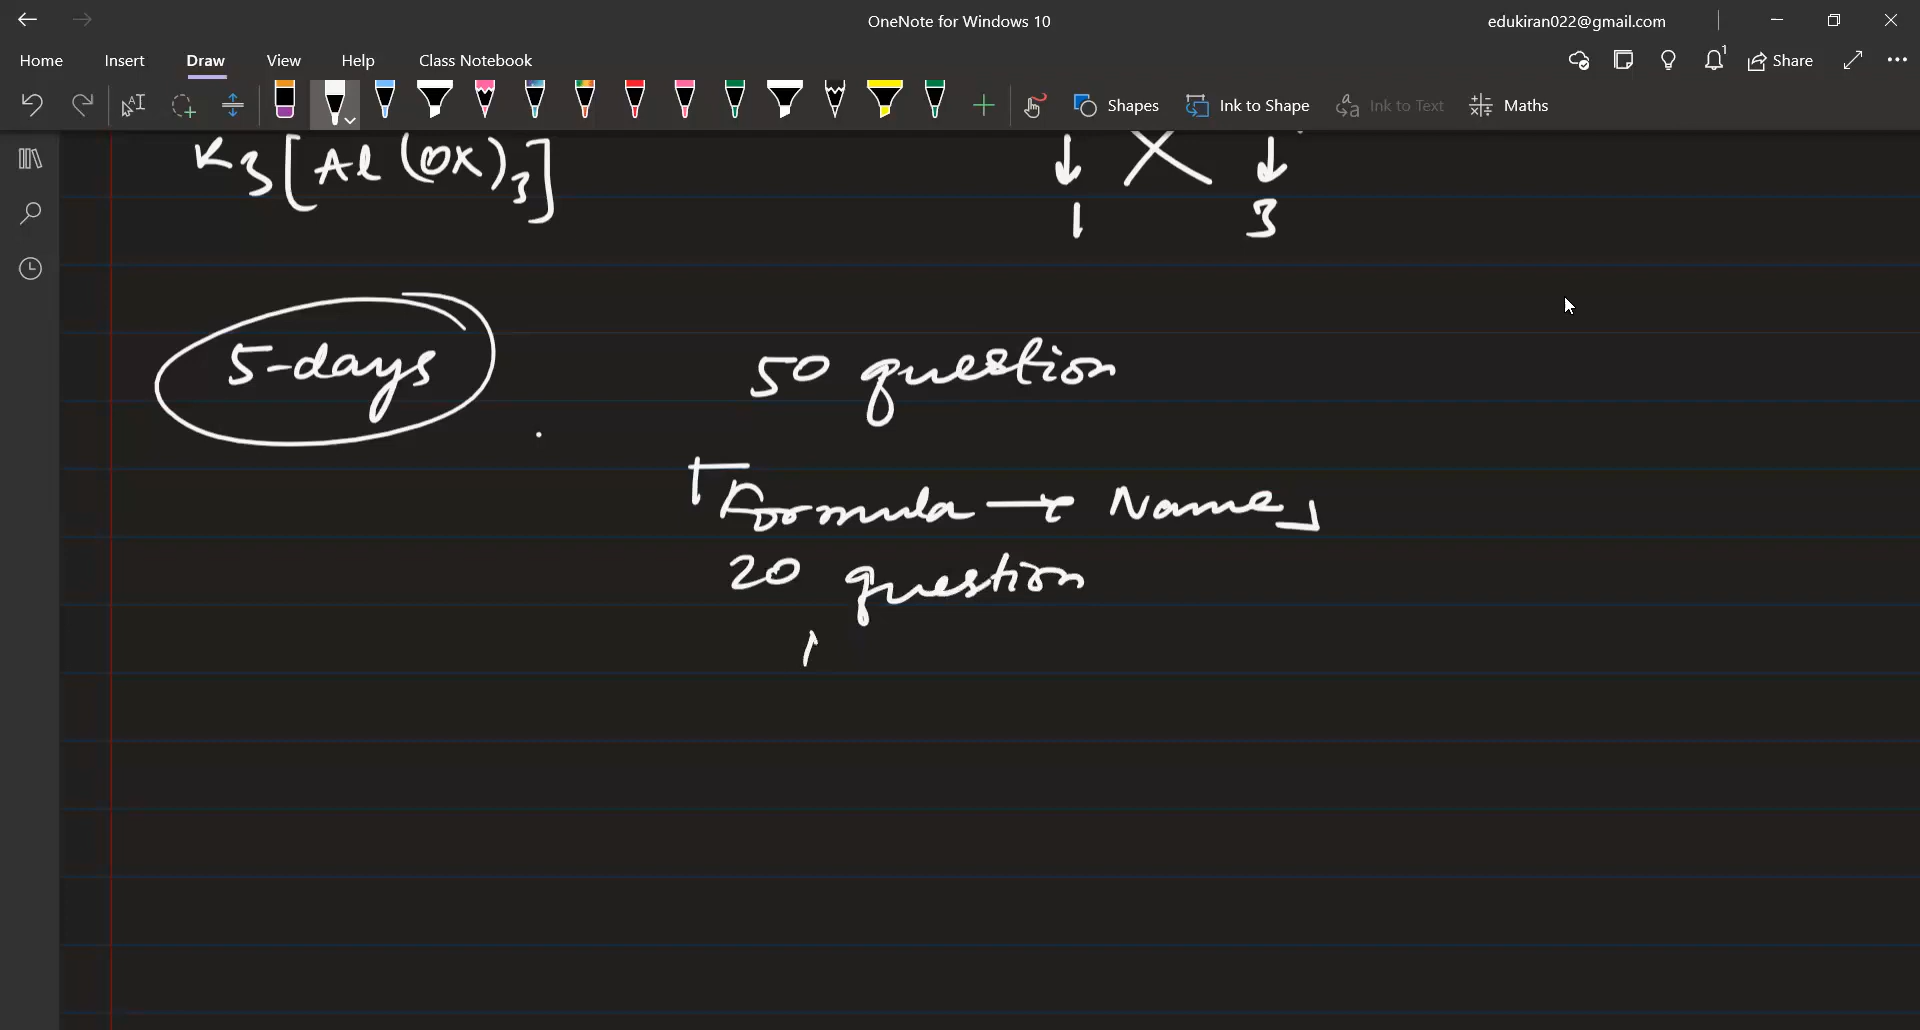 OneNote for Windows 10
edukiran022@gmail.com
Home Insert Draw View Help Class Notebook
1 Share
Shapes Ink to Shape Ink to Text Maths
K3[Al(ox)3]
1 3
5-days 50 question
Formula → Name
20 question